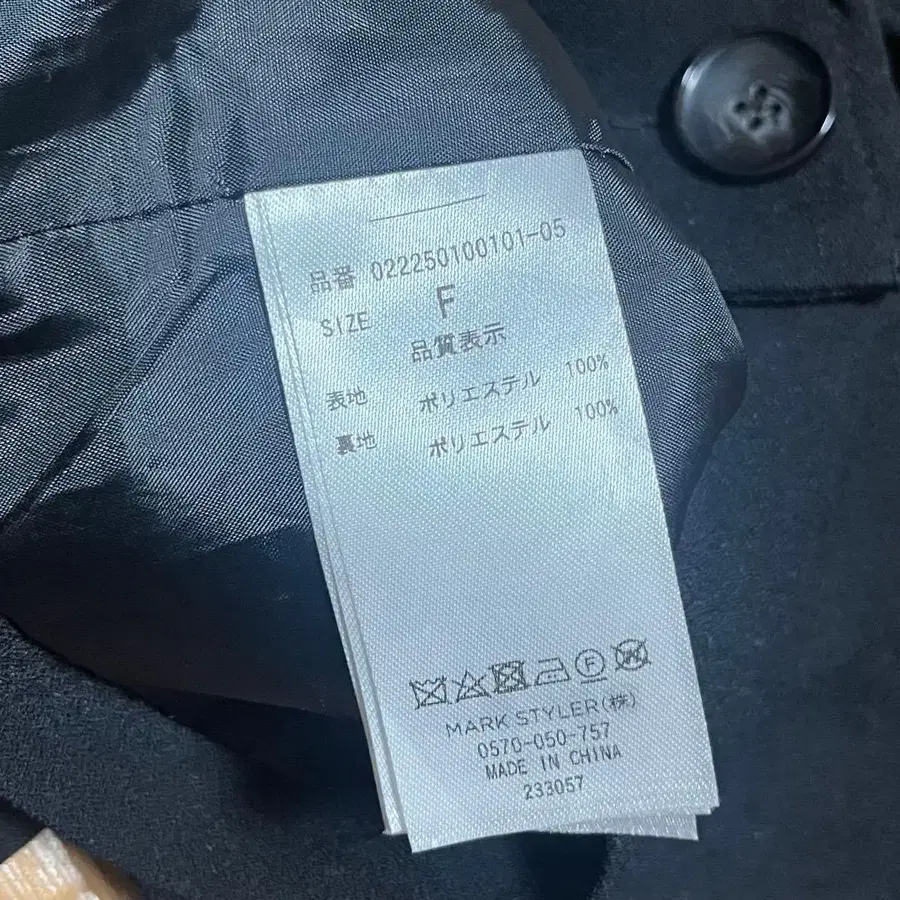 品番 022250100101-05
SIZE F
品質表示
表地 ポリエステル 100%
裏地 ポリエステル 100%
MARK STYLER(株)
0570-050-757
MADE IN CHINA
233057